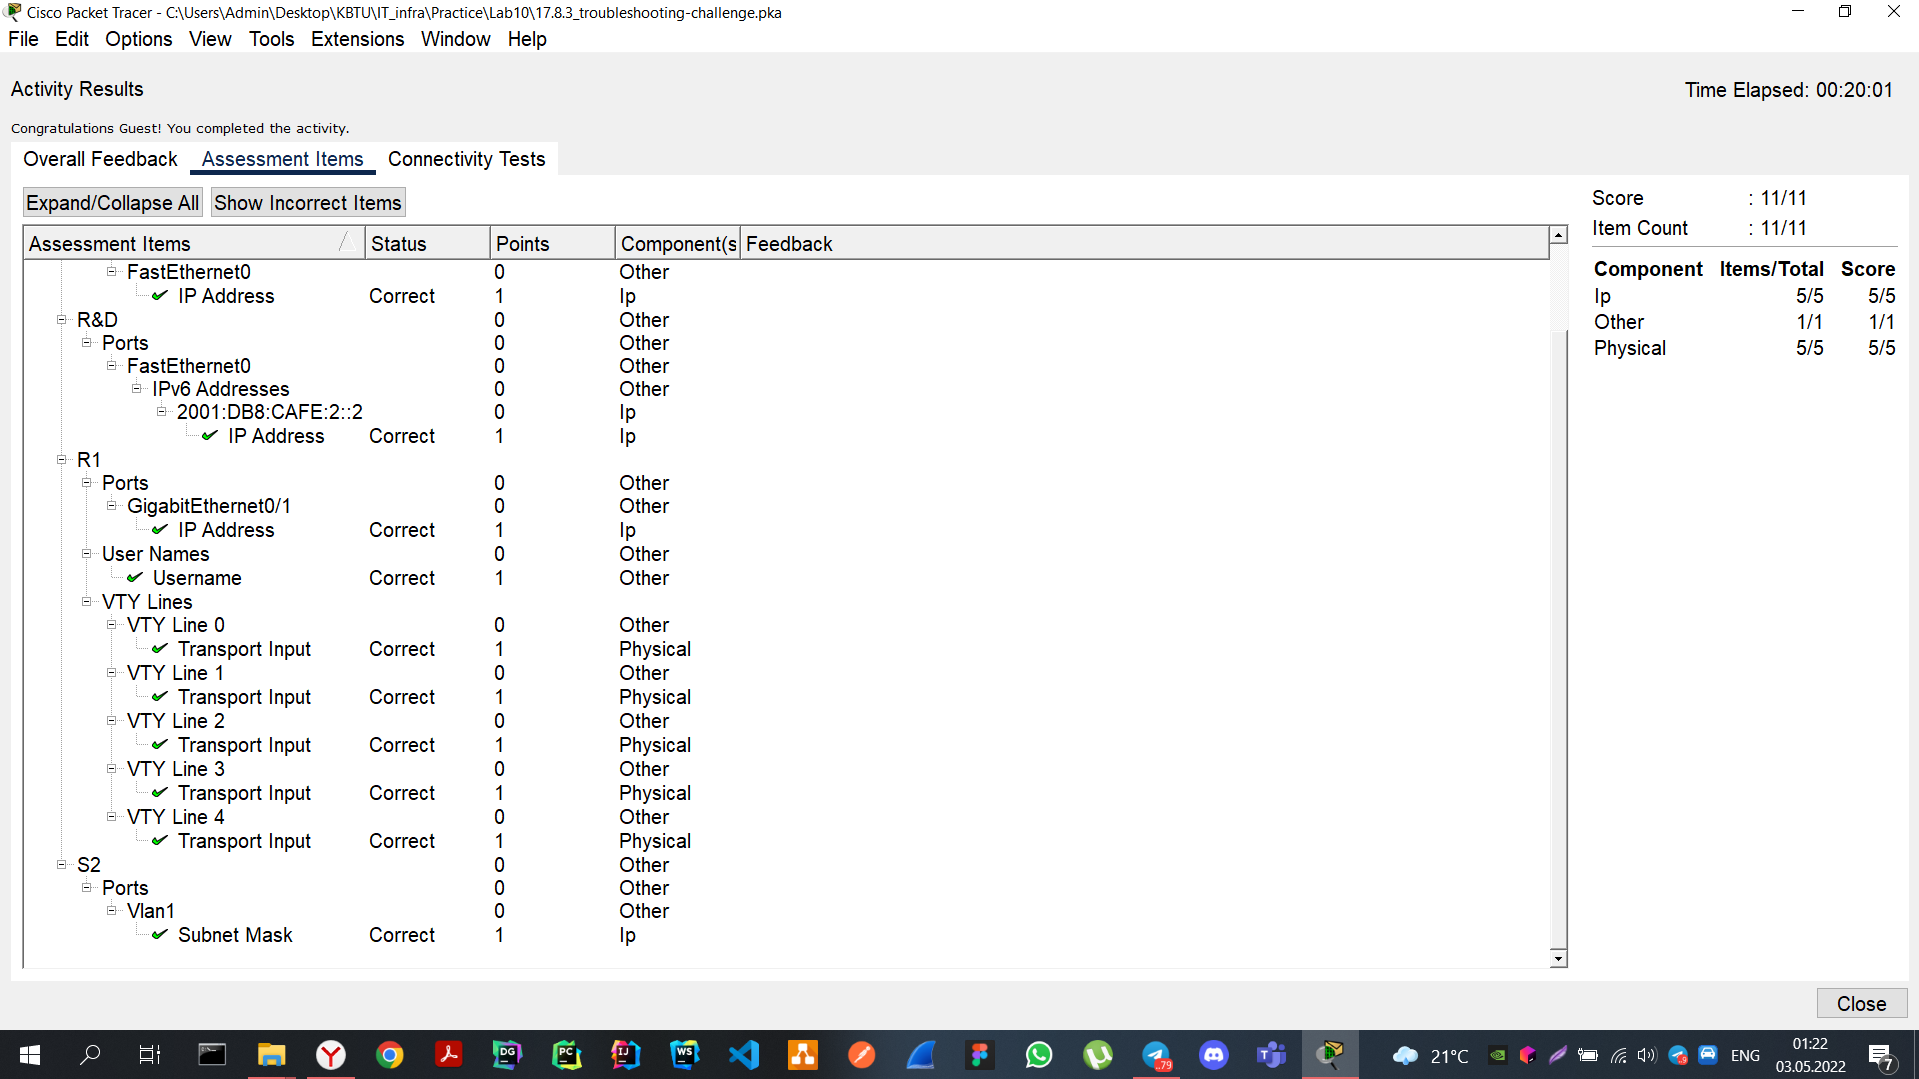 Cisco Packet Tracer - C:\Users\Admin\Desktop\KBTU\IT_infra\Practice\Lab10\17.8.3_troubleshooting-challenge.pka
File Edit Options View Tools Extensions Window Help
Activity Results
Time Elapsed: 00:20:01
Congratulations Guest! You completed the activity.
Overall Feedback Assessment Items Connectivity Tests
Expand/Collapse All Show Incorrect Items
Assessment Items Status Points Component(s Feedback
FastEthernet0 0 Other
IP Address Correct 1 Ip
R&D 0 Other
Ports 0 Other
FastEthernet0 0 Other
IPv6 Addresses 0 Other
2001:DB8:CAFE:2::2 0 Ip
IP Address Correct 1 Ip
R1
Ports 0 Other
GigabitEthernet0/1 0 Other
IP Address Correct 1 Ip
User Names 0 Other
Username Correct 1 Other
VTY Lines
VTY Line 0 0 Other
Transport Input Correct 1 Physical
VTY Line 1 0 Other
Transport Input Correct 1 Physical
VTY Line 2 0 Other
Transport Input Correct 1 Physical
VTY Line 3 0 Other
Transport Input Correct 1 Physical
VTY Line 4 0 Other
Transport Input Correct 1 Physical
S2 0 Other
Ports 0 Other
Vlan1 0 Other
Subnet Mask Correct 1 Ip
Score : 11/11
Item Count : 11/11
Component Items/Total Score
Ip 5/5 5/5
Other 1/1 1/1
Physical 5/5 5/5
Close
DG PC IJ WS 79 21°C 9 ENG 01:22
03.05.2022 7